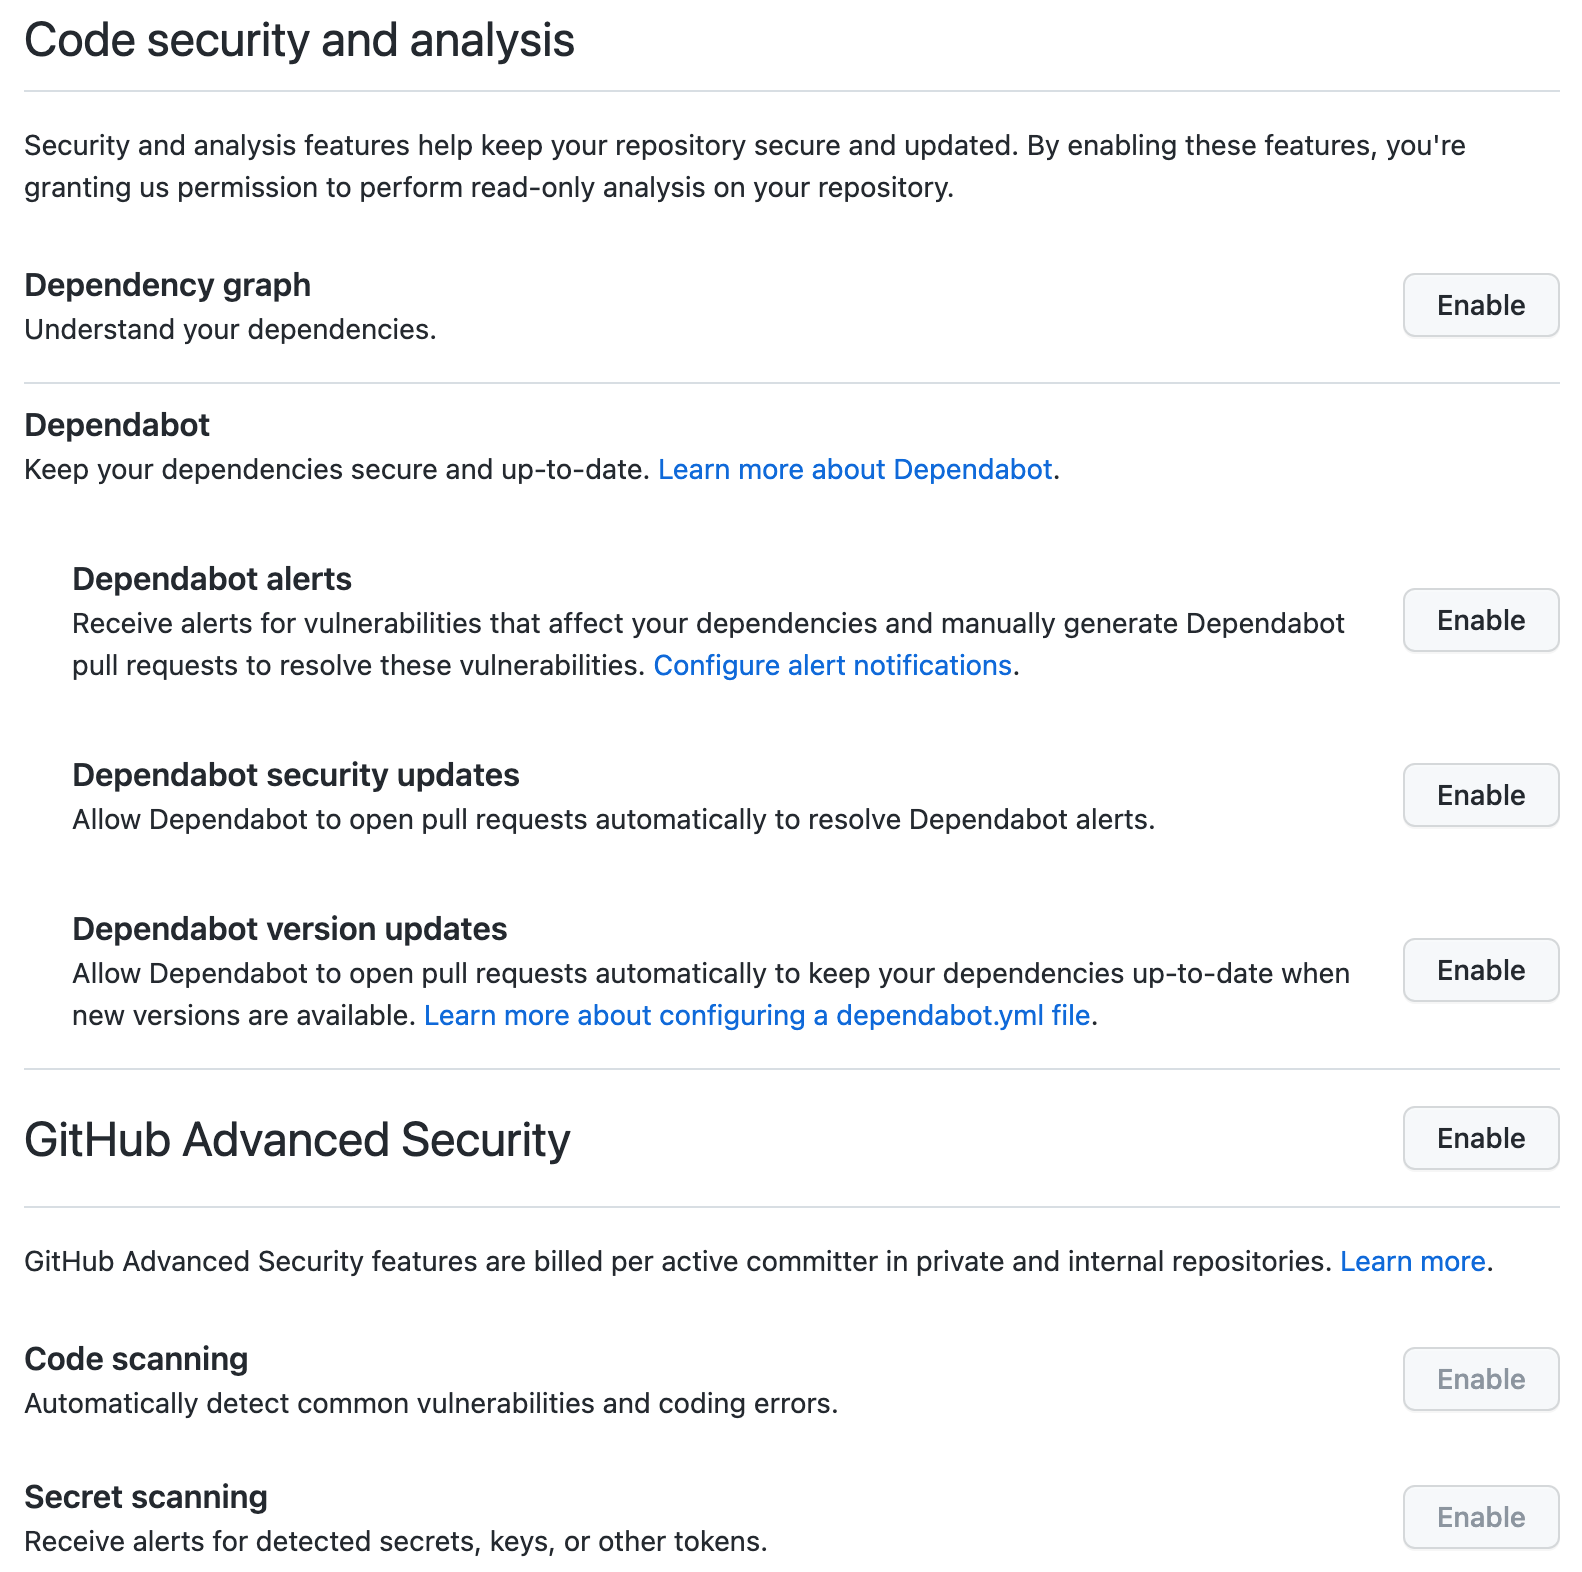 Code security and analysis
Security and analysis features help keep your repository secure and updated. By enabling these features, you're
granting us permission to perform read-only analysis on your repository.
Dependency graph
Understand your dependencies.
Enable
Dependabot
Keep your dependencies secure and up-to-date. Learn more about Dependabot.
Dependabot alerts
Receive alerts for vulnerabilities that affect your dependencies and manually generate Dependabot
pull requests to resolve these vulnerabilities. Configure alert notifications.
Enable
Dependabot security updates
Allow Dependabot to open pull requests automatically to resolve Dependabot alerts.
Enable
Dependabot version updates
Allow Dependabot to open pull requests automatically to keep your dependencies up-to-date when
new versions are available. Learn more about configuring a dependabot.yml file.
Enable
GitHub Advanced Security
Enable
GitHub Advanced Security features are billed per active committer in private and internal repositories. Learn more.
Code scanning
Automatically detect common vulnerabilities and coding errors.
Enable
Secret scanning
Receive alerts for detected secrets, keys, or other tokens.
Enable